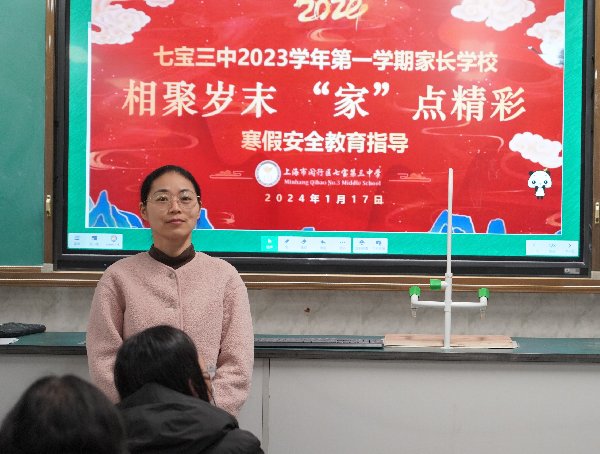 2024
七宝三中2023学年第一学期家长学校
相聚岁末 “家”点精彩
寒假安全教育指导
上海市闵行区七宝第三中学
Minhang Qibao No.3 Middle School
2024年1月17日